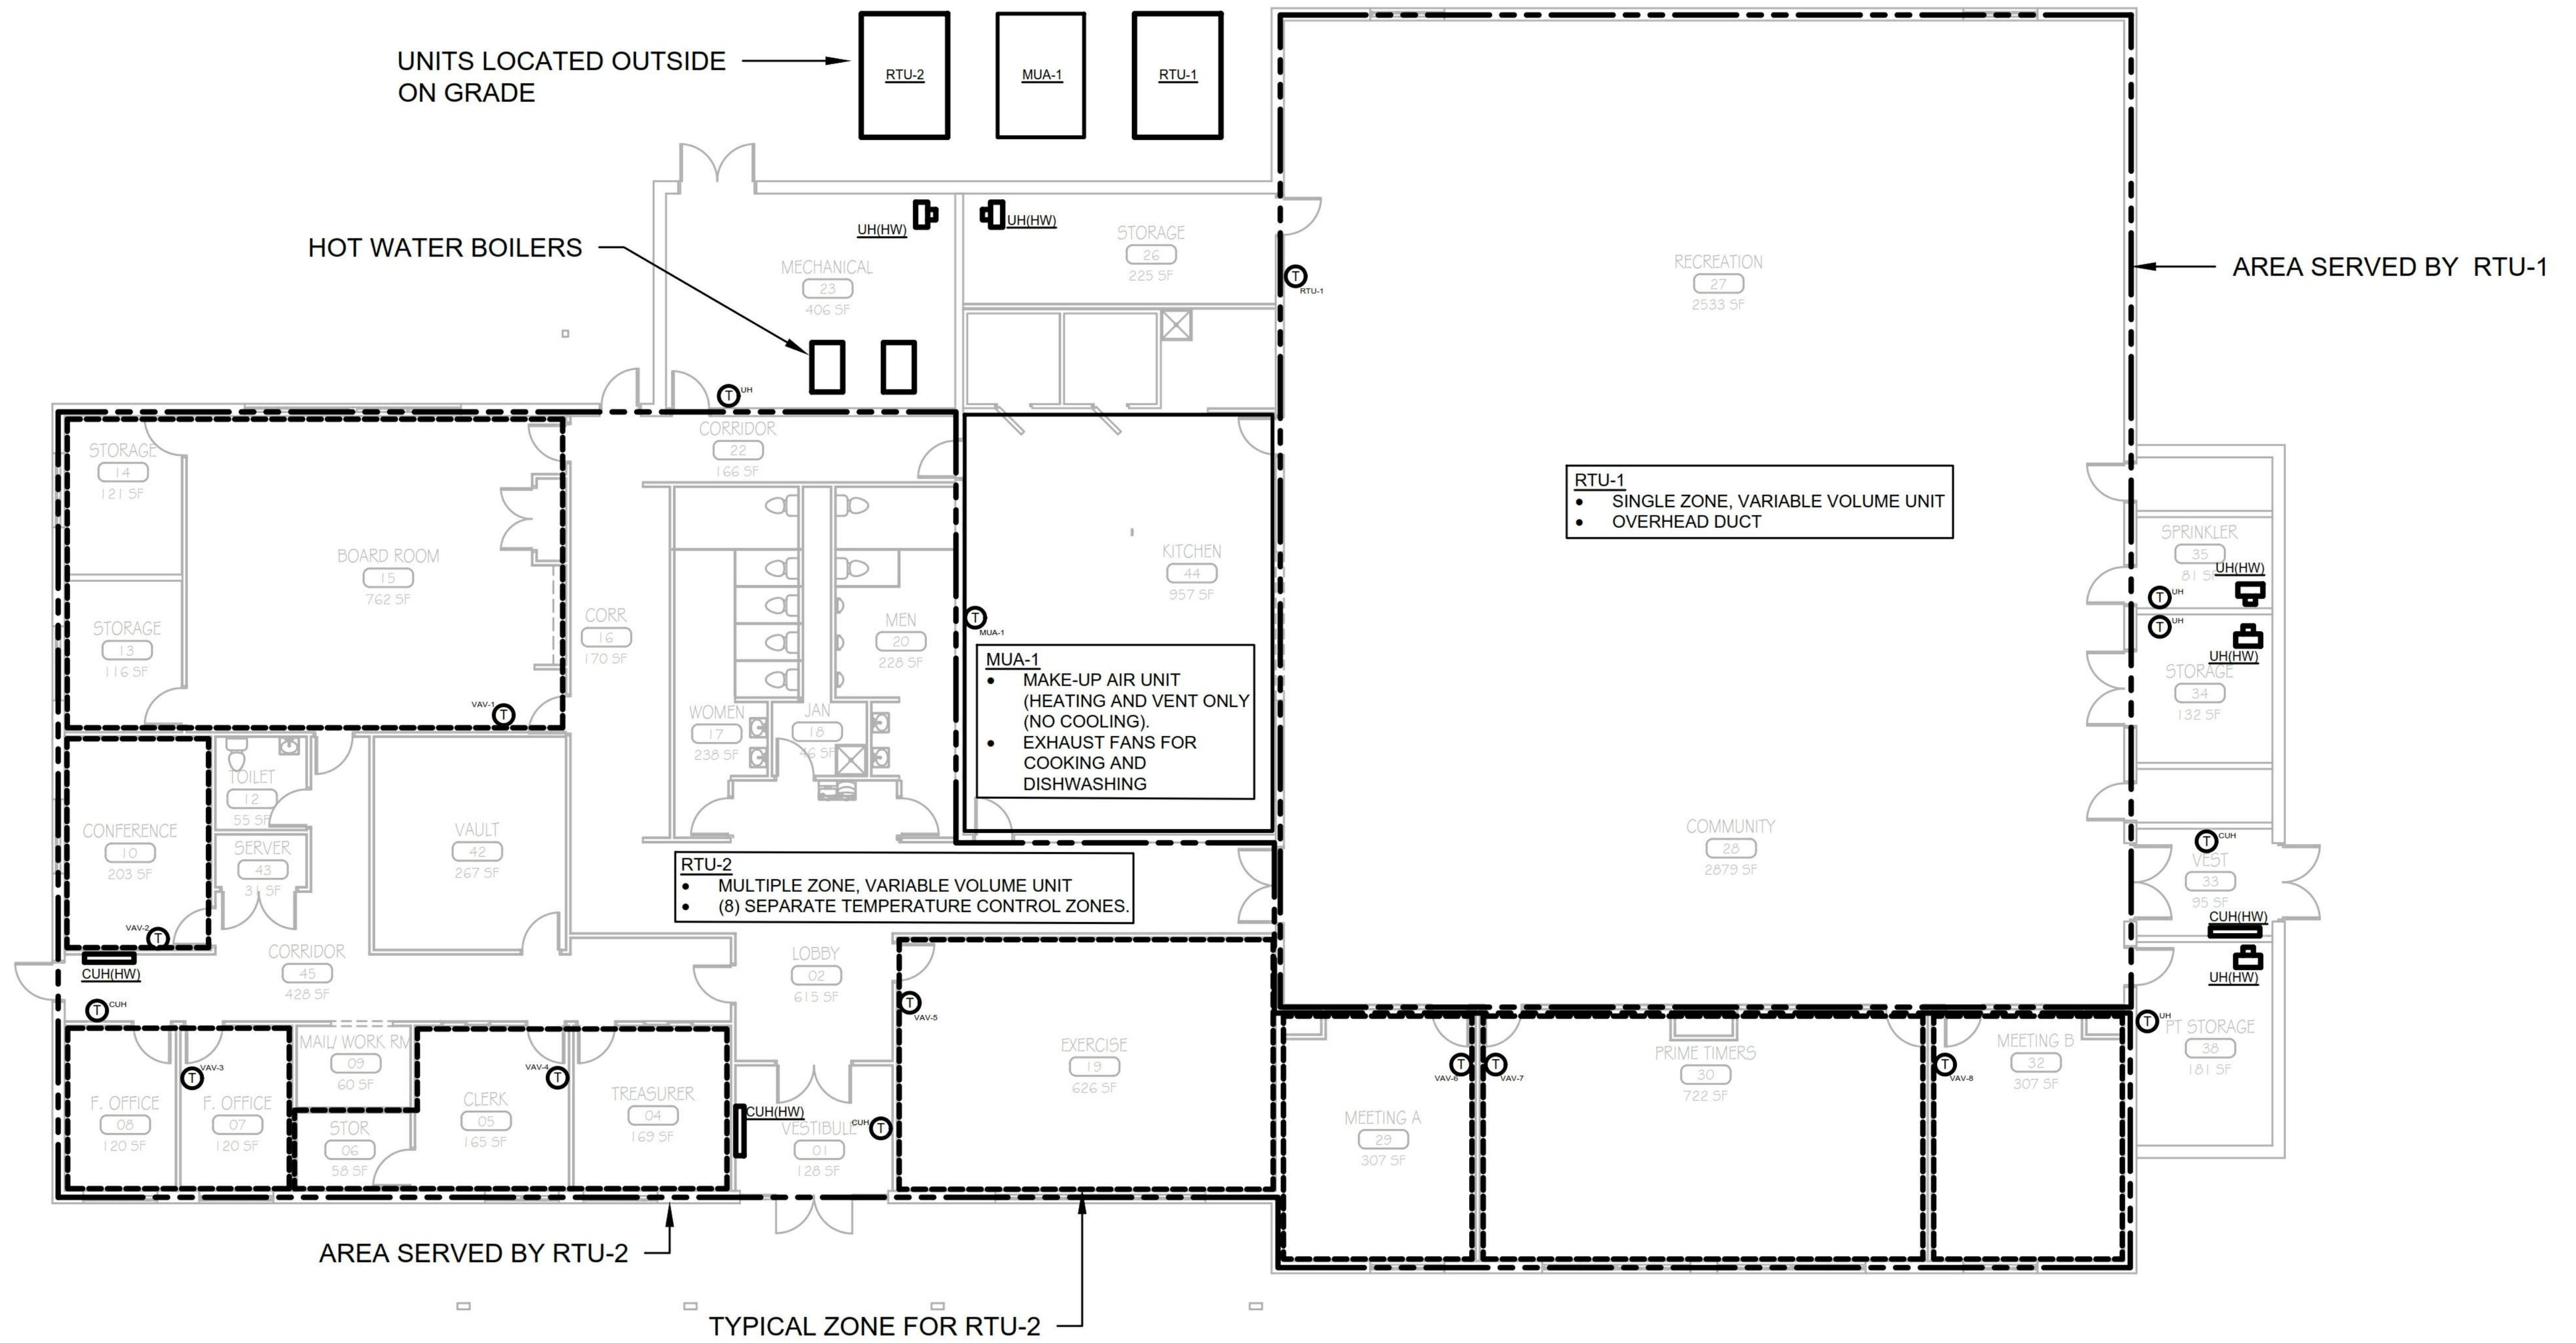 UNITS LOCATED OUTSIDE
ON GRADE
RTU-2
MUA-1
RTU-1
UH(HW)
UH(HW)
HOT WATER BOILERS
MECHANICAL
23
406 SF
STORAGE
26
225 SF
T
RTU-1
RECREATION
27
2533 SF
AREA SERVED BY RTU-1
T
UH
STORAGE
14
121 SF
BOARD ROOM
15
762 SF
STORAGE
13
116 SF
VAV-1
T
CORRIDOR
22
166 SF
CORR
16
170 SF
WOMEN
17
238 SF
JAN
18
46 SF
MEN
20
228 SF
KITCHEN
44
957 SF
T
MUA-1
MUA-1
• MAKE-UP AIR UNIT
(HEATING AND VENT ONLY
(NO COOLING).
• EXHAUST FANS FOR
COOKING AND
DISHWASHING
RTU-1
• SINGLE ZONE, VARIABLE VOLUME UNIT
• OVERHEAD DUCT
SPRINKLER
35
81 SF
UH(HW)
T
UH
T
UH
UH(HW)
STORAGE
34
132 SF
COMMUNITY
28
2879 SF
T
CUH
VEST
33
95 SF
CUH(HW)
UH(HW)
T
UH
PT STORAGE
38
181 SF
TOILET
12
55 SF
CONFERENCE
10
203 SF
VAV-2
T
SERVER
43
31 SF
VAULT
42
267 SF
RTU-2
• MULTIPLE ZONE, VARIABLE VOLUME UNIT
• (8) SEPARATE TEMPERATURE CONTROL ZONES.
CUH(HW)
T
CUH
CORRIDOR
45
428 SF
LOBBY
02
615 SF
F. OFFICE
08
120 SF
T
VAV-3
F. OFFICE
07
120 SF
MAIL/ WORK RM
09
60 SF
STOR
06
58 SF
VAV-4
T
CLERK
05
165 SF
TREASURER
04
169 SF
CUH(HW)
VESTIBULE
01
128 SF
CUH
T
T
VAV-5
EXERCISE
19
626 SF
MEETING A
29
307 SF
VAV-6
T
T
VAV-7
PRIME TIMERS
30
722 SF
T
VAV-8
MEETING B
32
307 SF
AREA SERVED BY RTU-2
TYPICAL ZONE FOR RTU-2